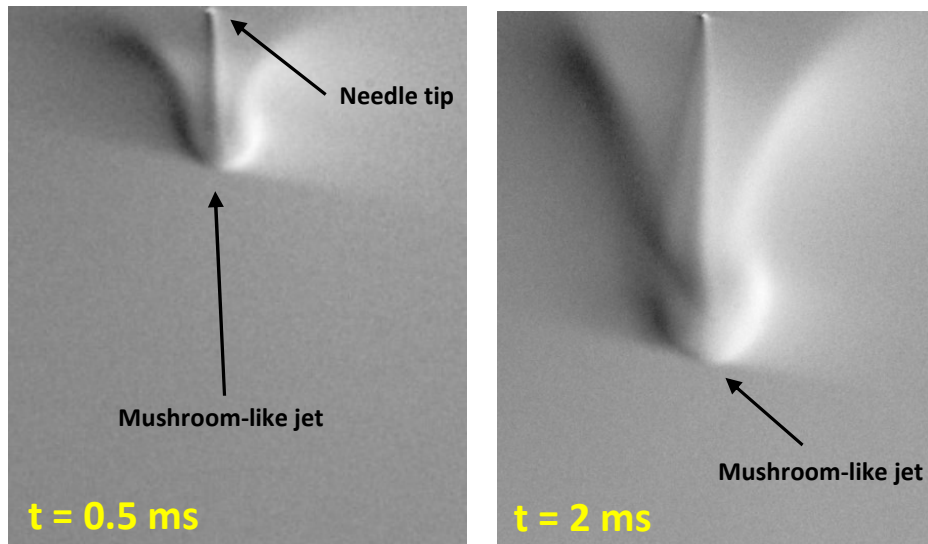 Needle tip
Mushroom-like jet
t = 0.5 ms
Mushroom-like jet
t = 2 ms